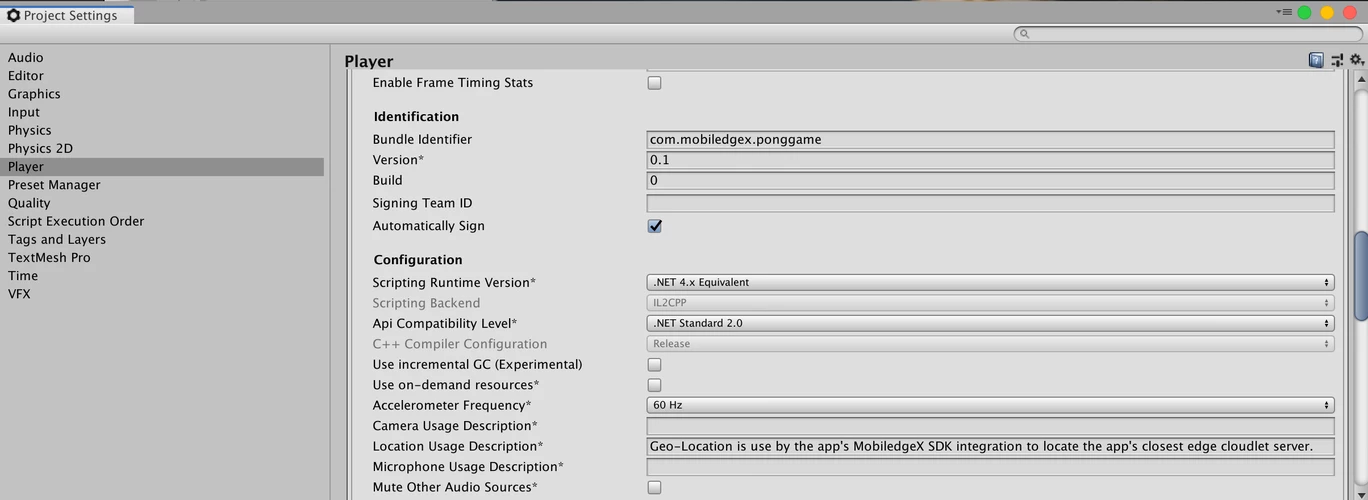 Project Settings
Audio
Editor
Graphics
Input
Physics
Physics 2D
Player
Preset Manager
Quality
Script Execution Order
Tags and Layers
TextMesh Pro
Time
VFX
Player
Enable Frame Timing Stats
Identification
Bundle Identifier com.mobiledgex.ponggame
Version* 0.1
Build 0
Signing Team ID
Automatically Sign
Configuration
Scripting Runtime Version* .NET 4.x Equivalent
Scripting Backend IL2CPP
Api Compatibility Level* .NET Standard 2.0
C++ Compiler Configuration Release
Use incremental GC (Experimental)
Use on-demand resources*
Accelerometer Frequency* 60 Hz
Camera Usage Description*
Location Usage Description* Geo-Location is use by the app's MobiledgeX SDK integration to locate the app's closest edge cloudlet server.
Microphone Usage Description*
Mute Other Audio Sources*